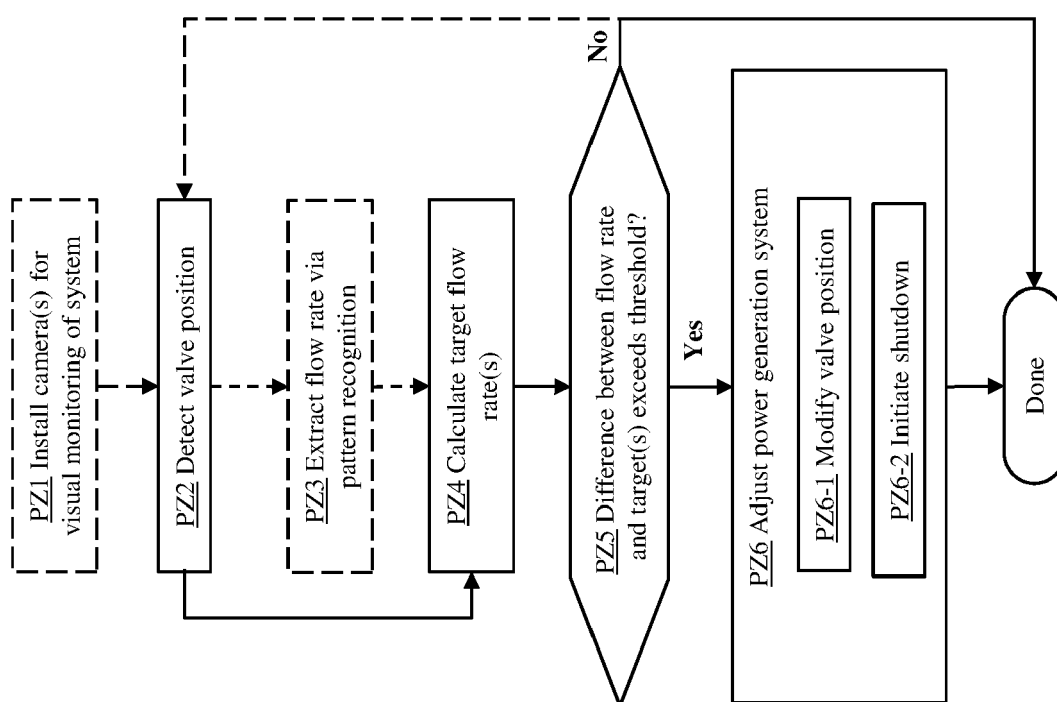 PZ1 Install camera(s) for
visual monitoring of system
PZ2 Detect valve position
PZ3 Extract flow rate via
pattern recognition
PZ4 Calculate target flow
rate(s)
PZ5 Difference between flow rate
and target(s) exceeds threshold?
No
Yes
PZ6 Adjust power generation system
PZ6-1 Modify valve position
PZ6-2 Initiate shutdown
Done